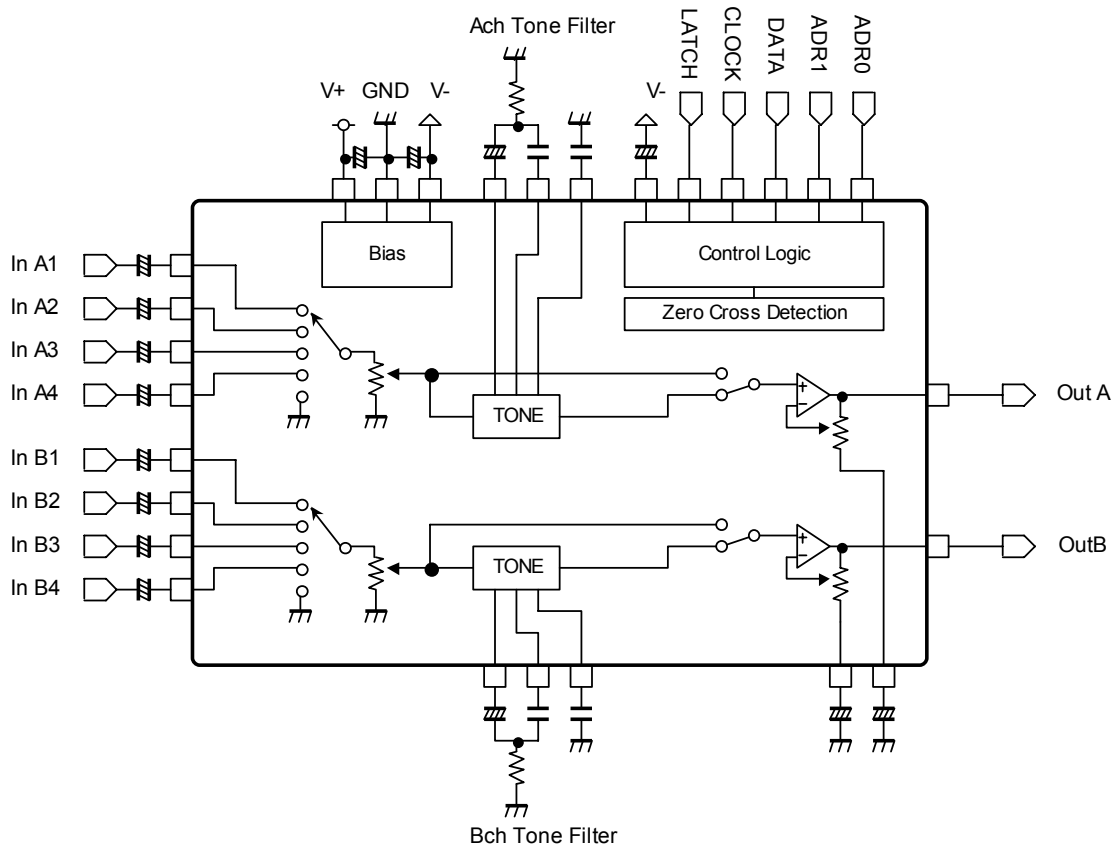 Ach Tone Filter
LATCH
CLOCK
DATA
ADR1
ADR0
V+
GND
V-
V-
Bias
Control Logic
Zero Cross Detection
In A1
In A2
In A3
In A4
TONE
+
−
Out A
In B1
In B2
In B3
In B4
TONE
+
−
OutB
Bch Tone Filter